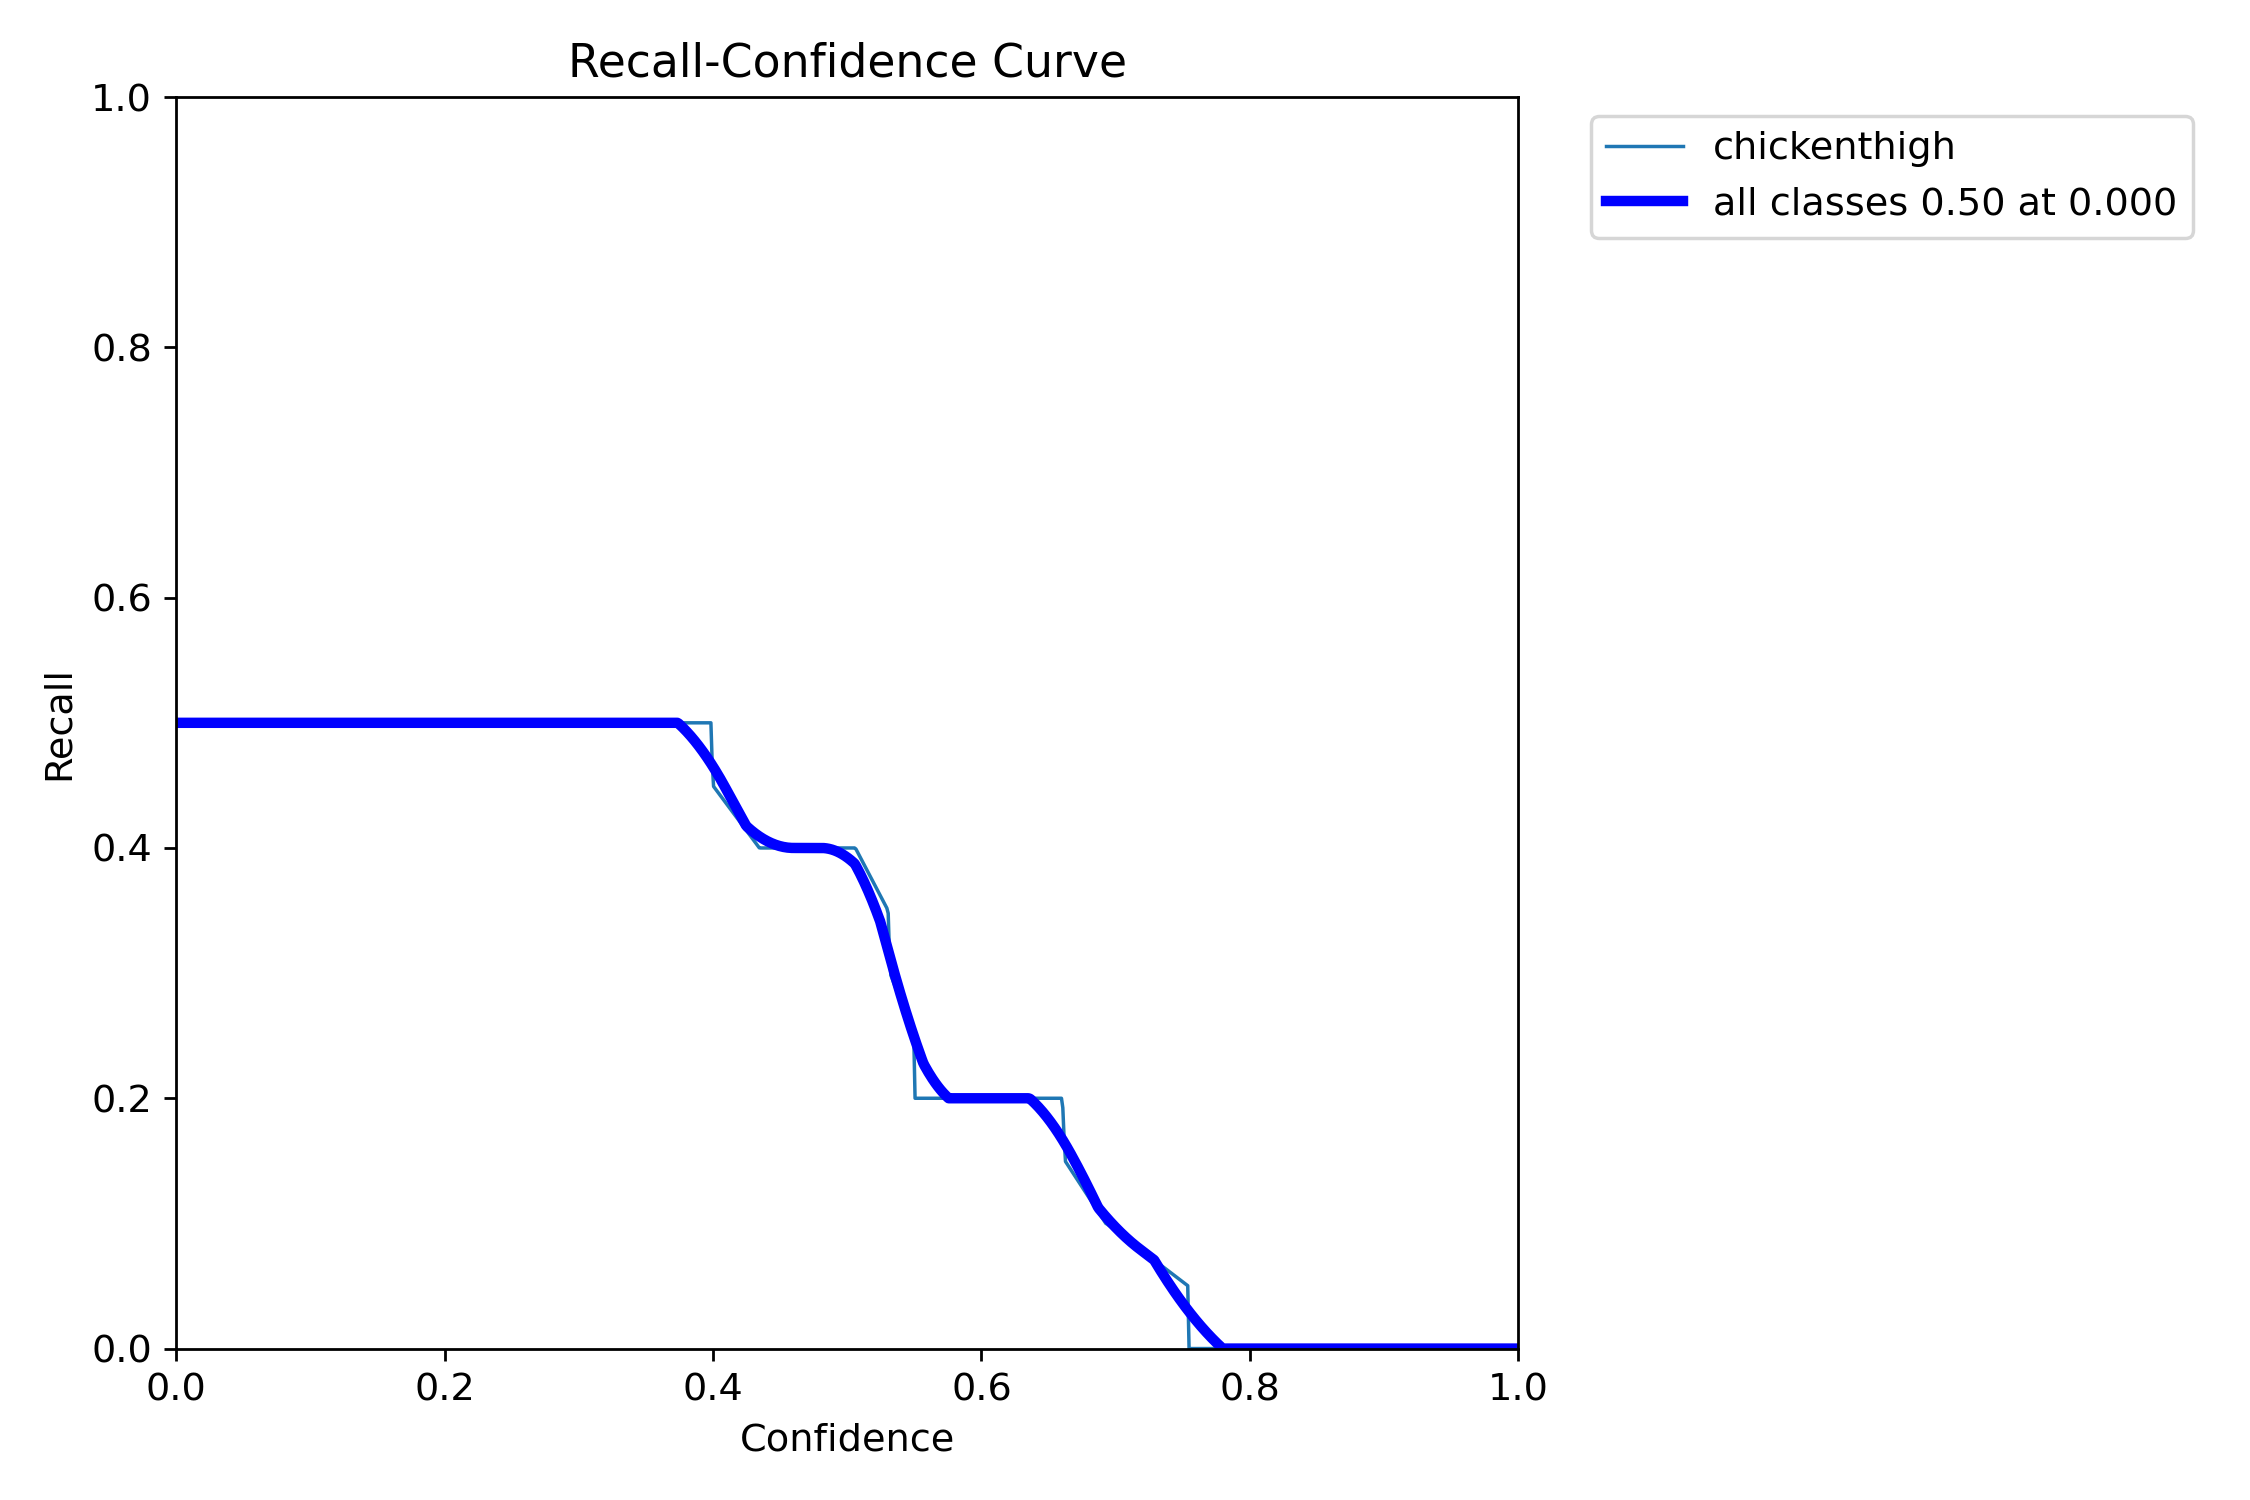 Recall-Confidence Curve
1.0
0.8
0.6
0.4
0.2
0.0
Recall
0.0 0.2 0.4 0.6 0.8 1.0
Confidence
chickenthigh
all classes 0.50 at 0.000